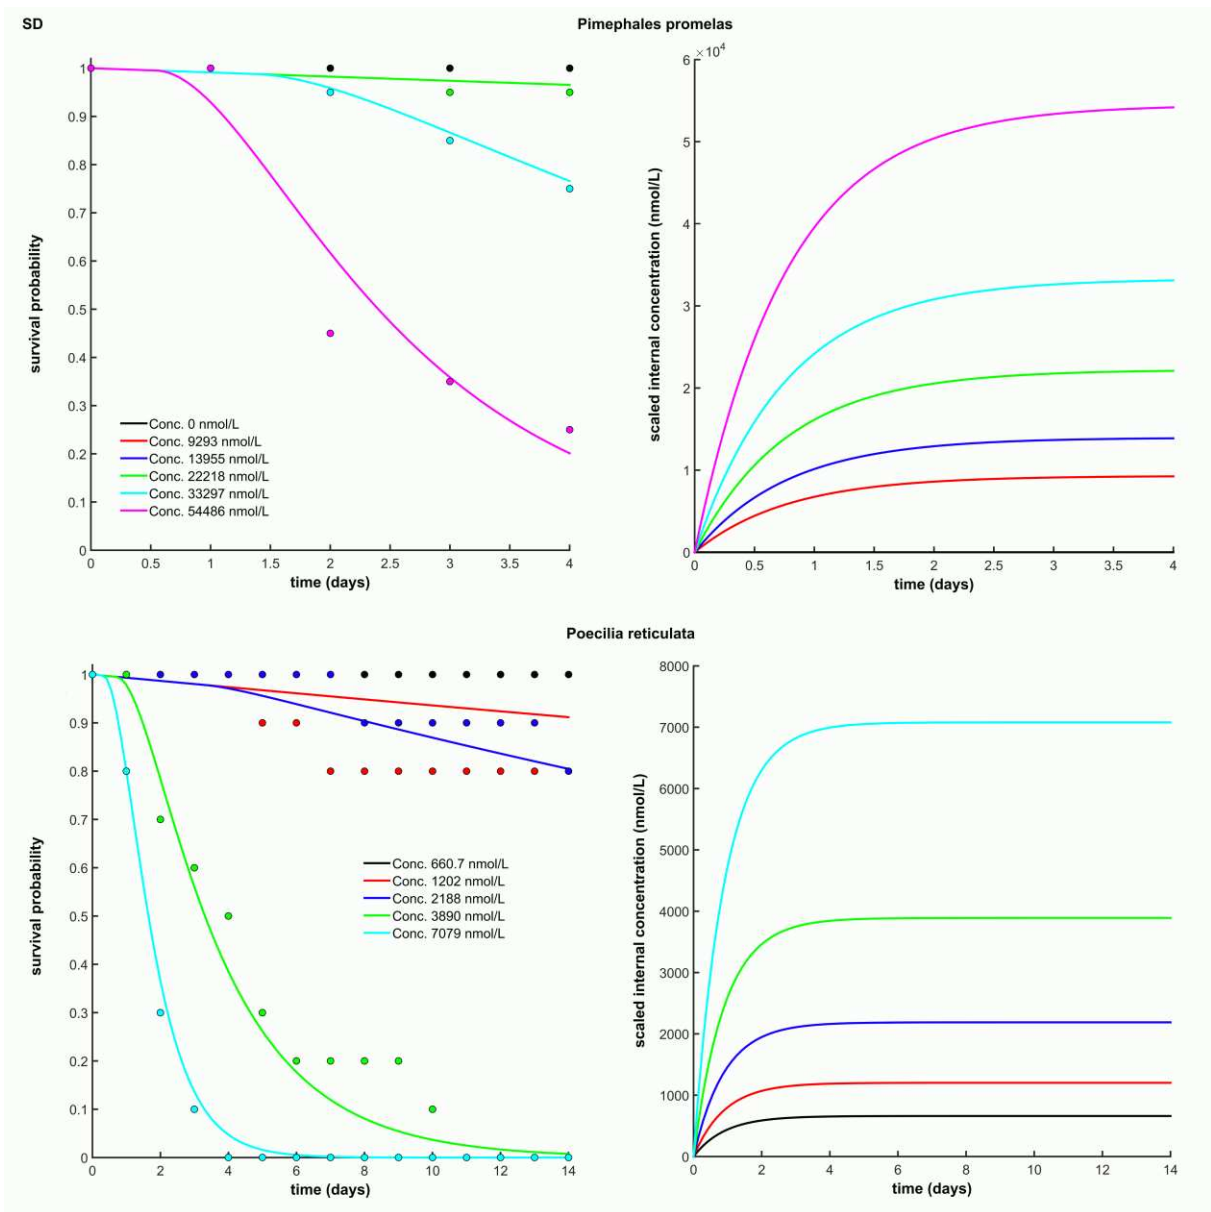 SD
Pimephales promelas
survival probability
1
0.9
0.8
0.7
0.6
0.5
0.4
0.3
0.2
0.1
0
Conc. 0 nmol/L
Conc. 9293 nmol/L
Conc. 13955 nmol/L
Conc. 22218 nmol/L
Conc. 33297 nmol/L
Conc. 54486 nmol/L
0 0.5 1 1.5 2 2.5 3 3.5 4
time (days)
scaled internal concentration (nmol/L)
×10⁴
6
5
4
3
2
1
0
0 0.5 1 1.5 2 2.5 3 3.5 4
time (days)
Poecilia reticulata
survival probability
1
0.9
0.8
0.7
0.6
0.5
0.4
0.3
0.2
0.1
0
Conc. 660.7 nmol/L
Conc. 1202 nmol/L
Conc. 2188 nmol/L
Conc. 3890 nmol/L
Conc. 7079 nmol/L
0 2 4 6 8 10 12 14
time (days)
scaled internal concentration (nmol/L)
8000
7000
6000
5000
4000
3000
2000
1000
0
0 2 4 6 8 10 12 14
time (days)